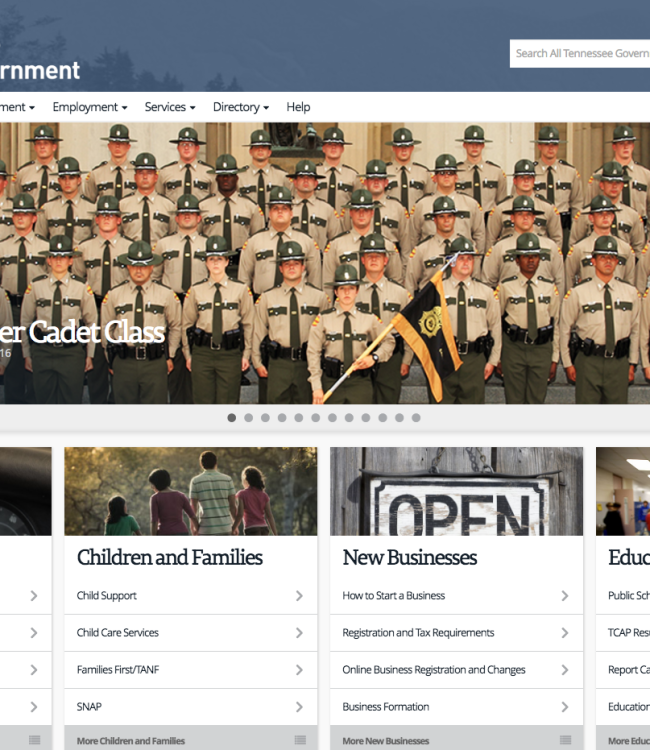 rnment
Search All Tennessee Govern
ment Employment Services Directory Help
er Cadet Class
16
OPEN
Children and Families
New Businesses
Educ
Child Support
How to Start a Business
Public Sch
Child Care Services
Registration and Tax Requirements
TCAP Resu
Families First/TANF
Online Business Registration and Changes
Report Ca
SNAP
Business Formation
Education
More Children and Families
More New Businesses
More Educ